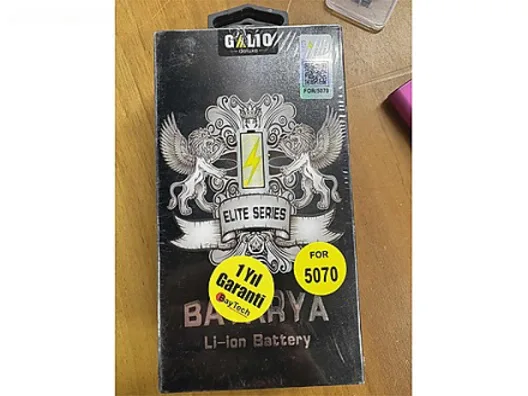 GALIO
deluxe
FOR/5070
ELITE SERIES
FOR
5070
1 Yıl
Garanti
BayTech
BATARYA
Li-ion Battery